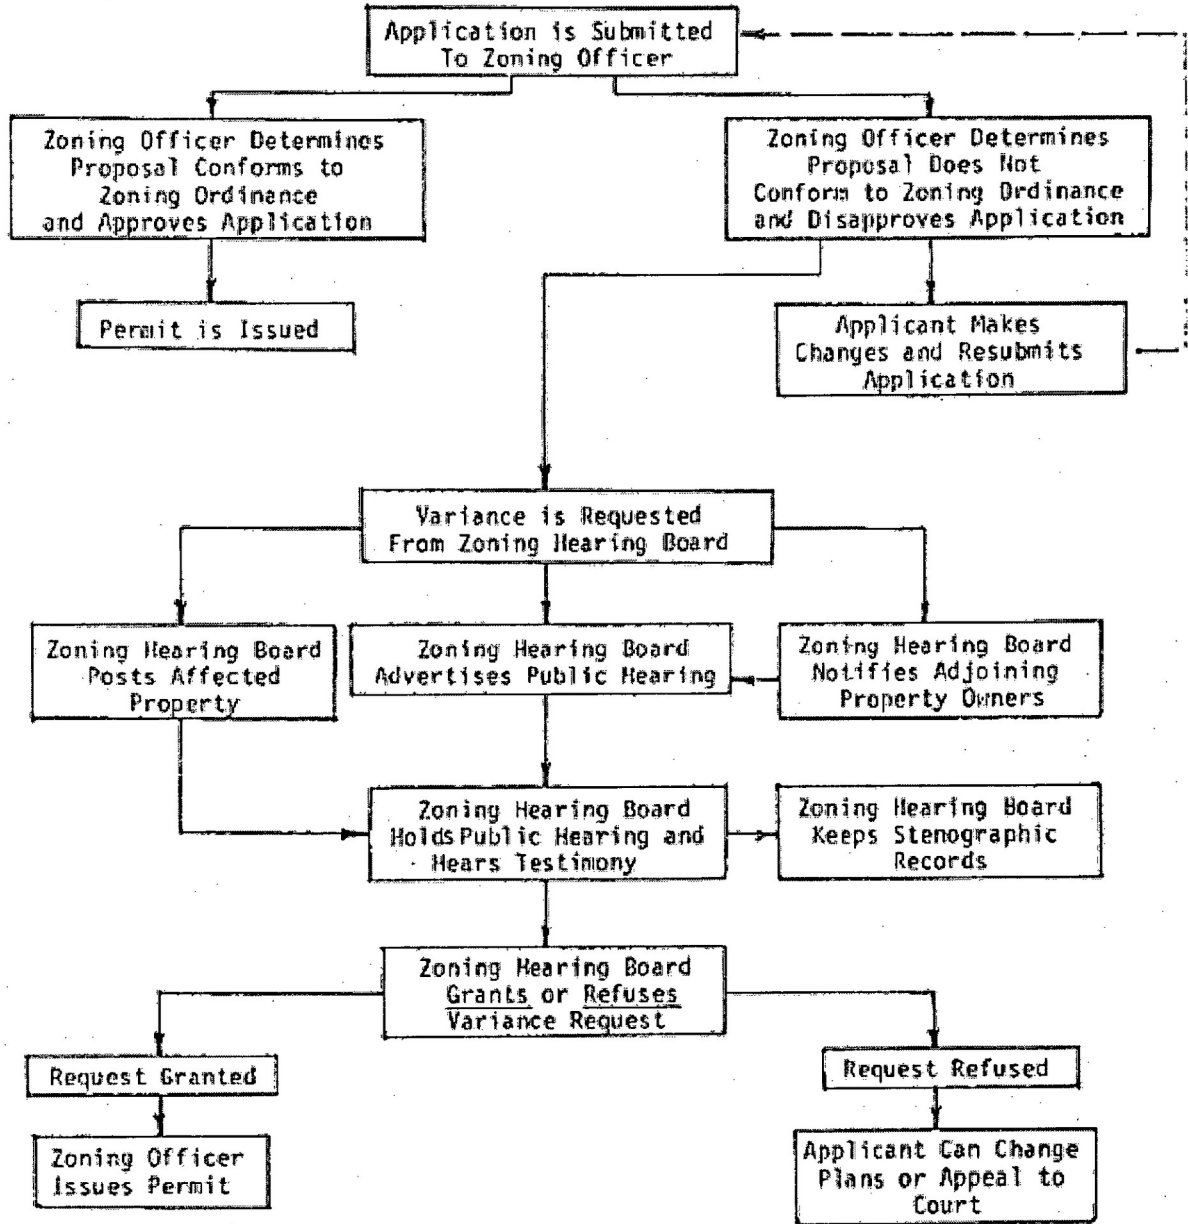 Application is Submitted
To Zoning Officer
Zoning Officer Determines
Proposal Conforms to
Zoning Ordinance
and Approves Application
Zoning Officer Determines
Proposal Does Not
Conform to Zoning Ordinance
and Disapproves Application
Permit is Issued
Applicant Makes
Changes and Resubmits
Application
Variance is Requested
From Zoning Hearing Board
Zoning Hearing Board
Posts Affected
Property
Zoning Hearing Board
Advertises Public Hearing
Zoning Hearing Board
Notifies Adjoining
Property Owners
Zoning Hearing Board
Holds Public Hearing and
Hears Testimony
Zoning Hearing Board
Keeps Stenographic
Records
Zoning Hearing Board
Grants or Refuses
Variance Request
Request Granted
Request Refused
Zoning Officer
Issues Permit
Applicant Can Change
Plans or Appeal to
Court